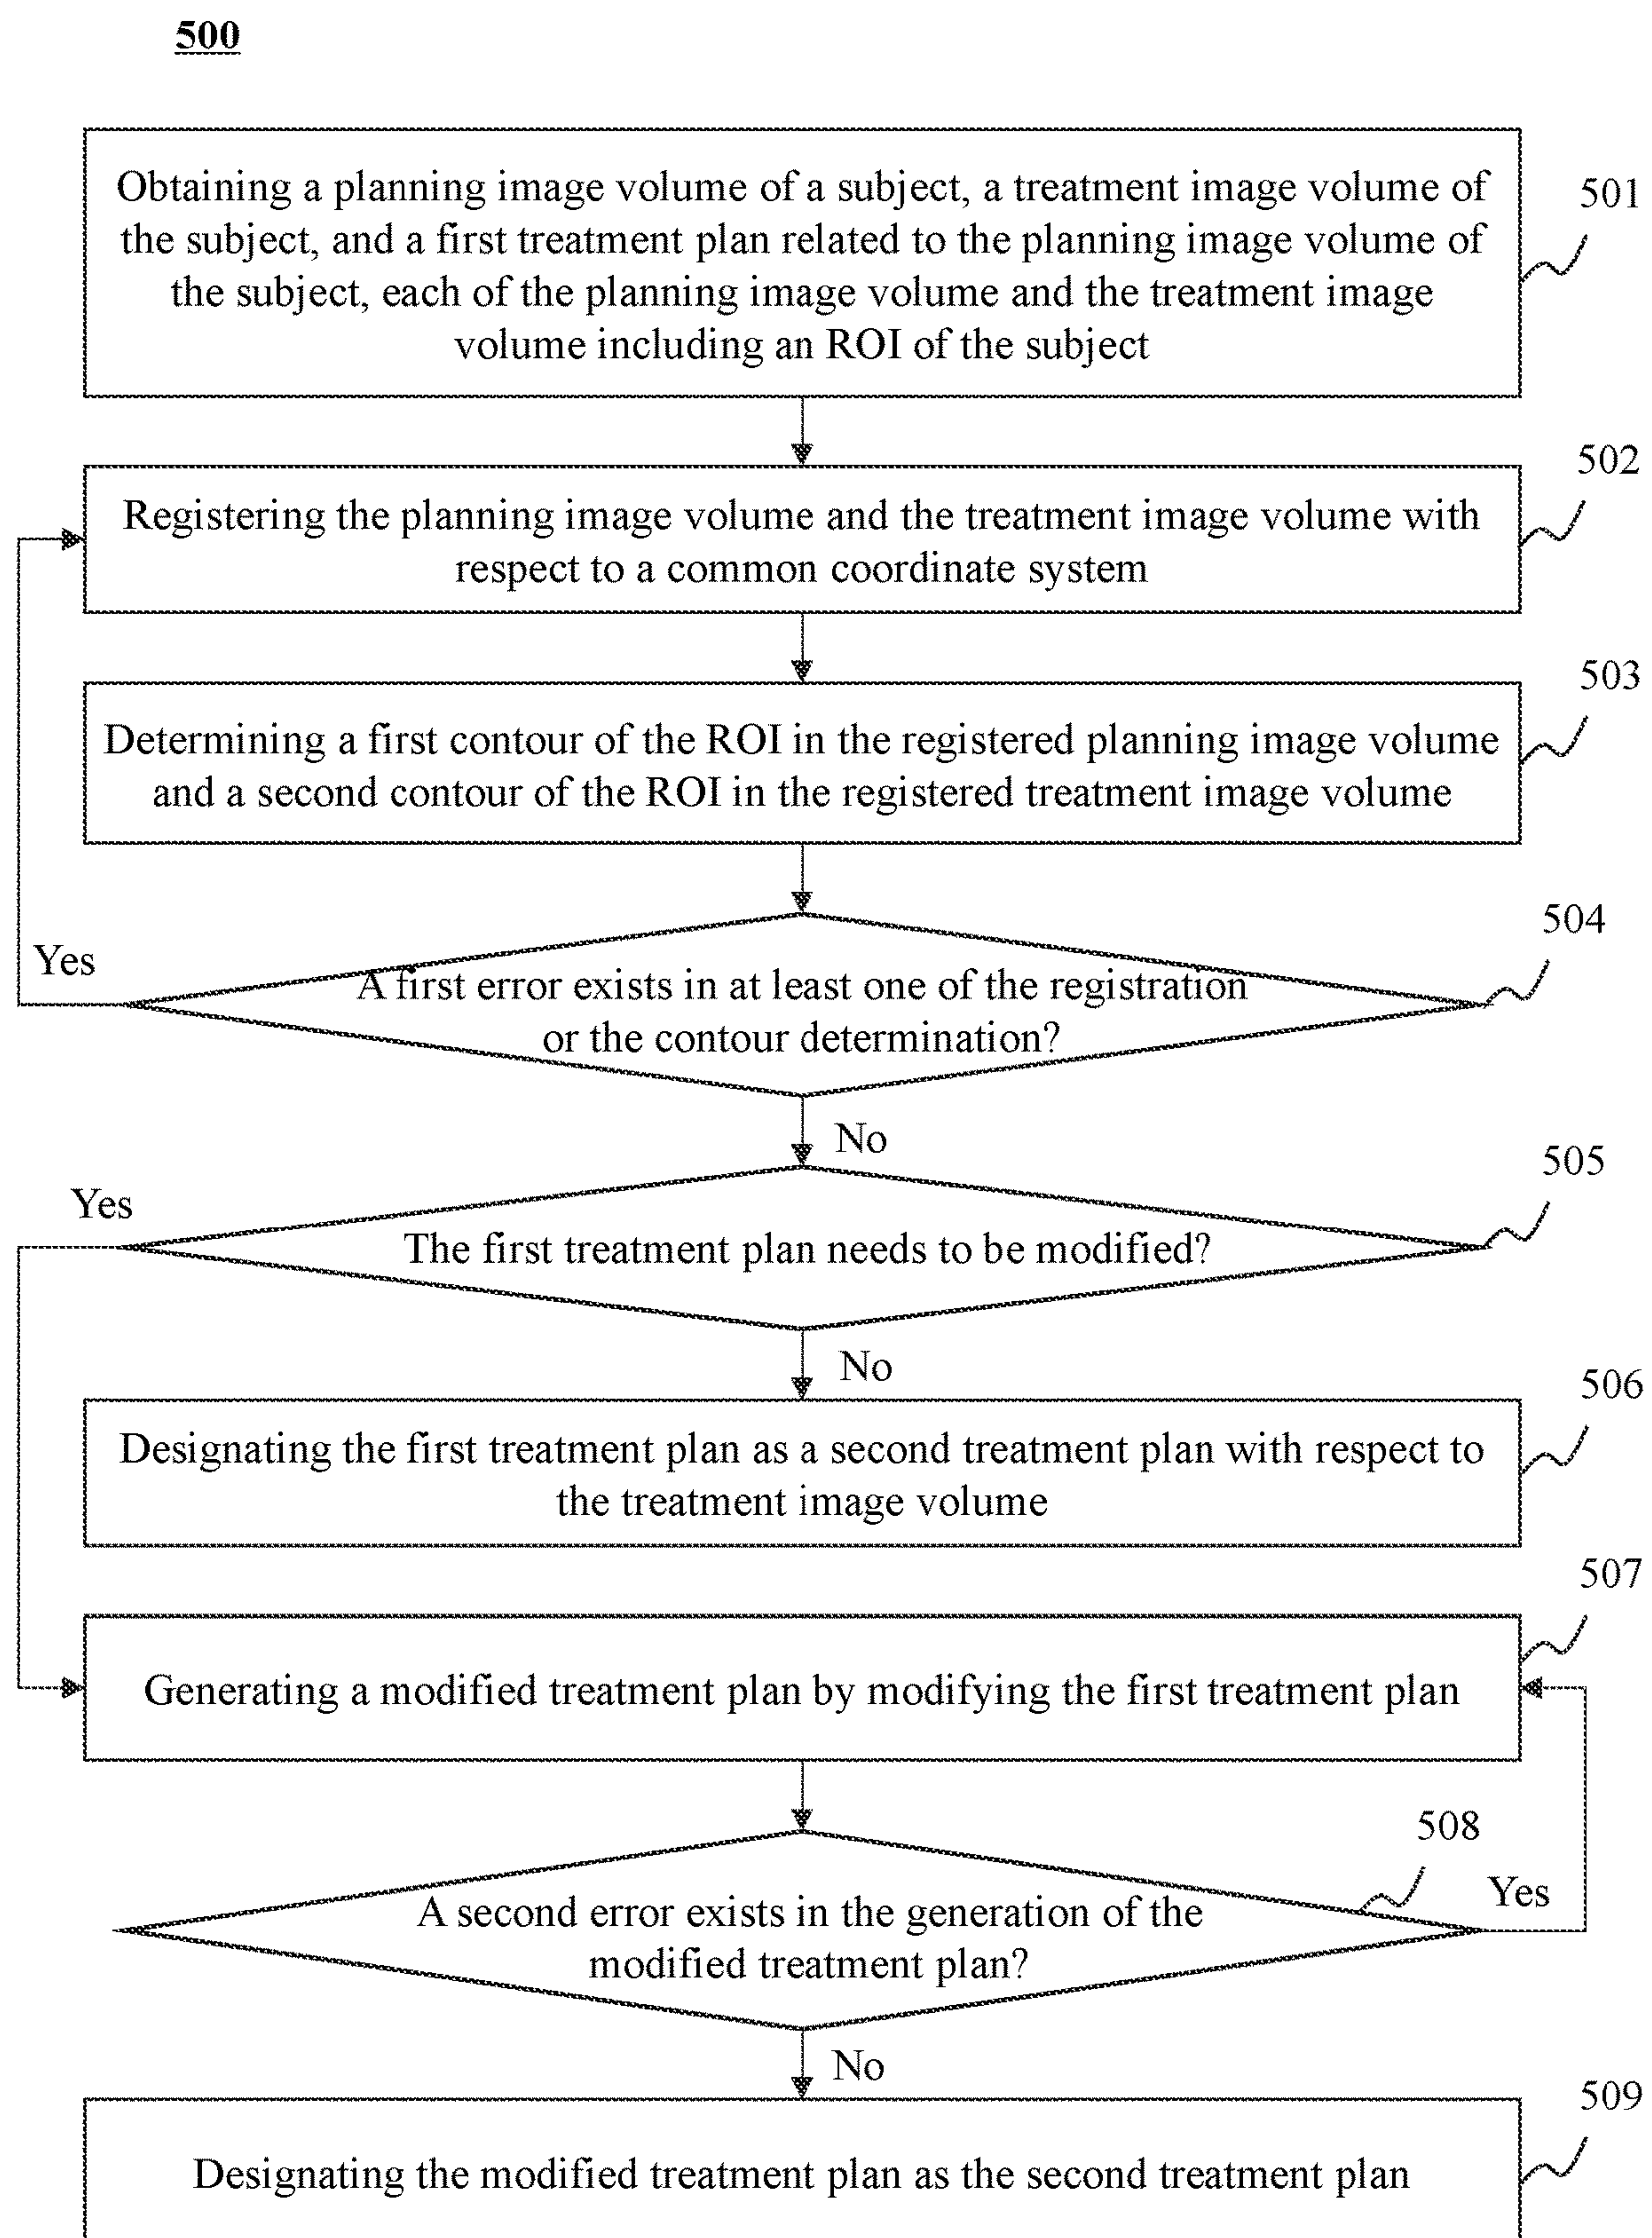 500
Obtaining a planning image volume of a subject, a treatment image volume of
the subject, and a first treatment plan related to the planning image volume of
the subject, each of the planning image volume and the treatment image
volume including an ROI of the subject
501
Registering the planning image volume and the treatment image volume with
respect to a common coordinate system
502
Determining a first contour of the ROI in the registered planning image volume
and a second contour of the ROI in the registered treatment image volume
503
A first error exists in at least one of the registration
or the contour determination?
504
Yes
No
The first treatment plan needs to be modified?
505
Yes
No
Designating the first treatment plan as a second treatment plan with respect to
the treatment image volume
506
Generating a modified treatment plan by modifying the first treatment plan
507
A second error exists in the generation of the
modified treatment plan?
508
Yes
No
Designating the modified treatment plan as the second treatment plan
509